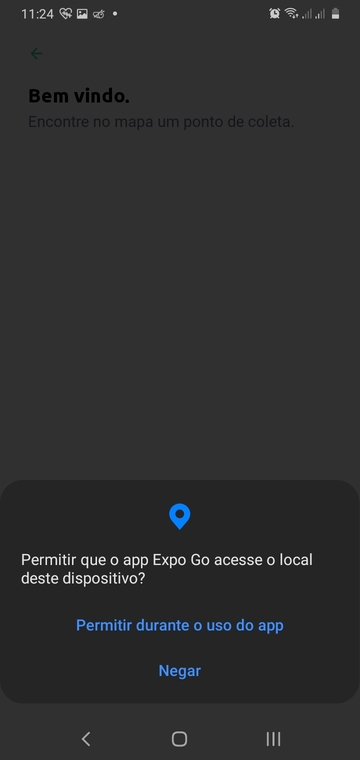 11:24
Bem vindo.
Encontre no mapa um ponto de coleta.
Permitir que o app Expo Go acesse o local
deste dispositivo?
Permitir durante o uso do app
Negar